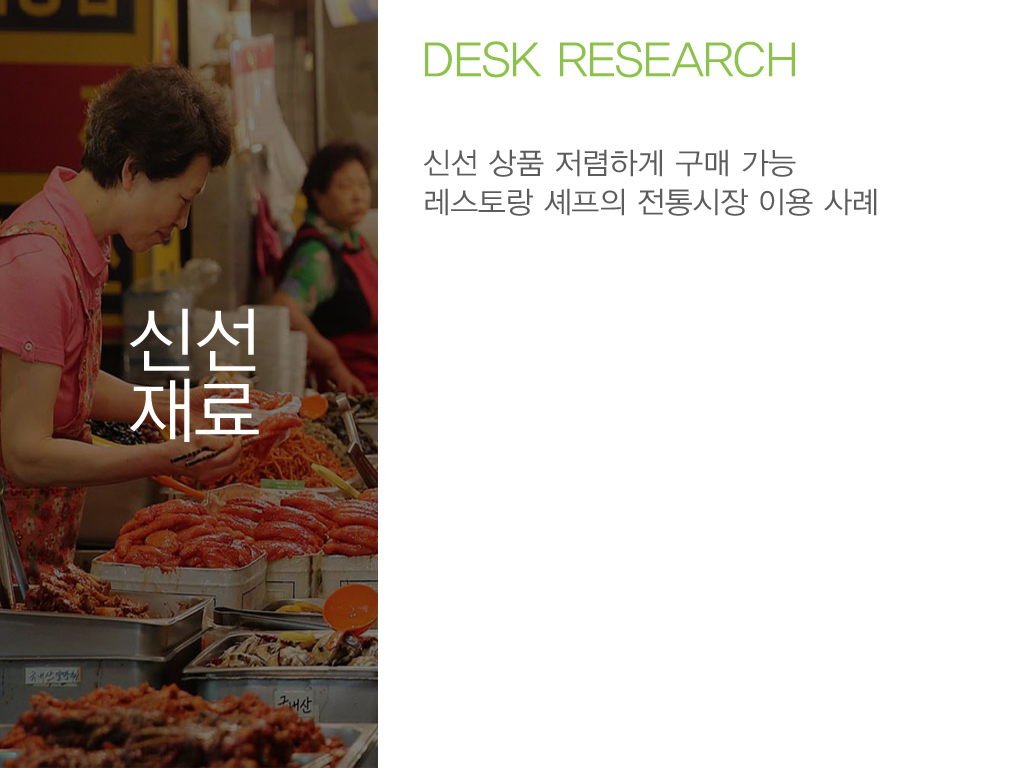 신선
재료
DESK RESEARCH
신선 상품 저렴하게 구매 가능
레스토랑 셰프의 전통시장 이용 사례
국내산